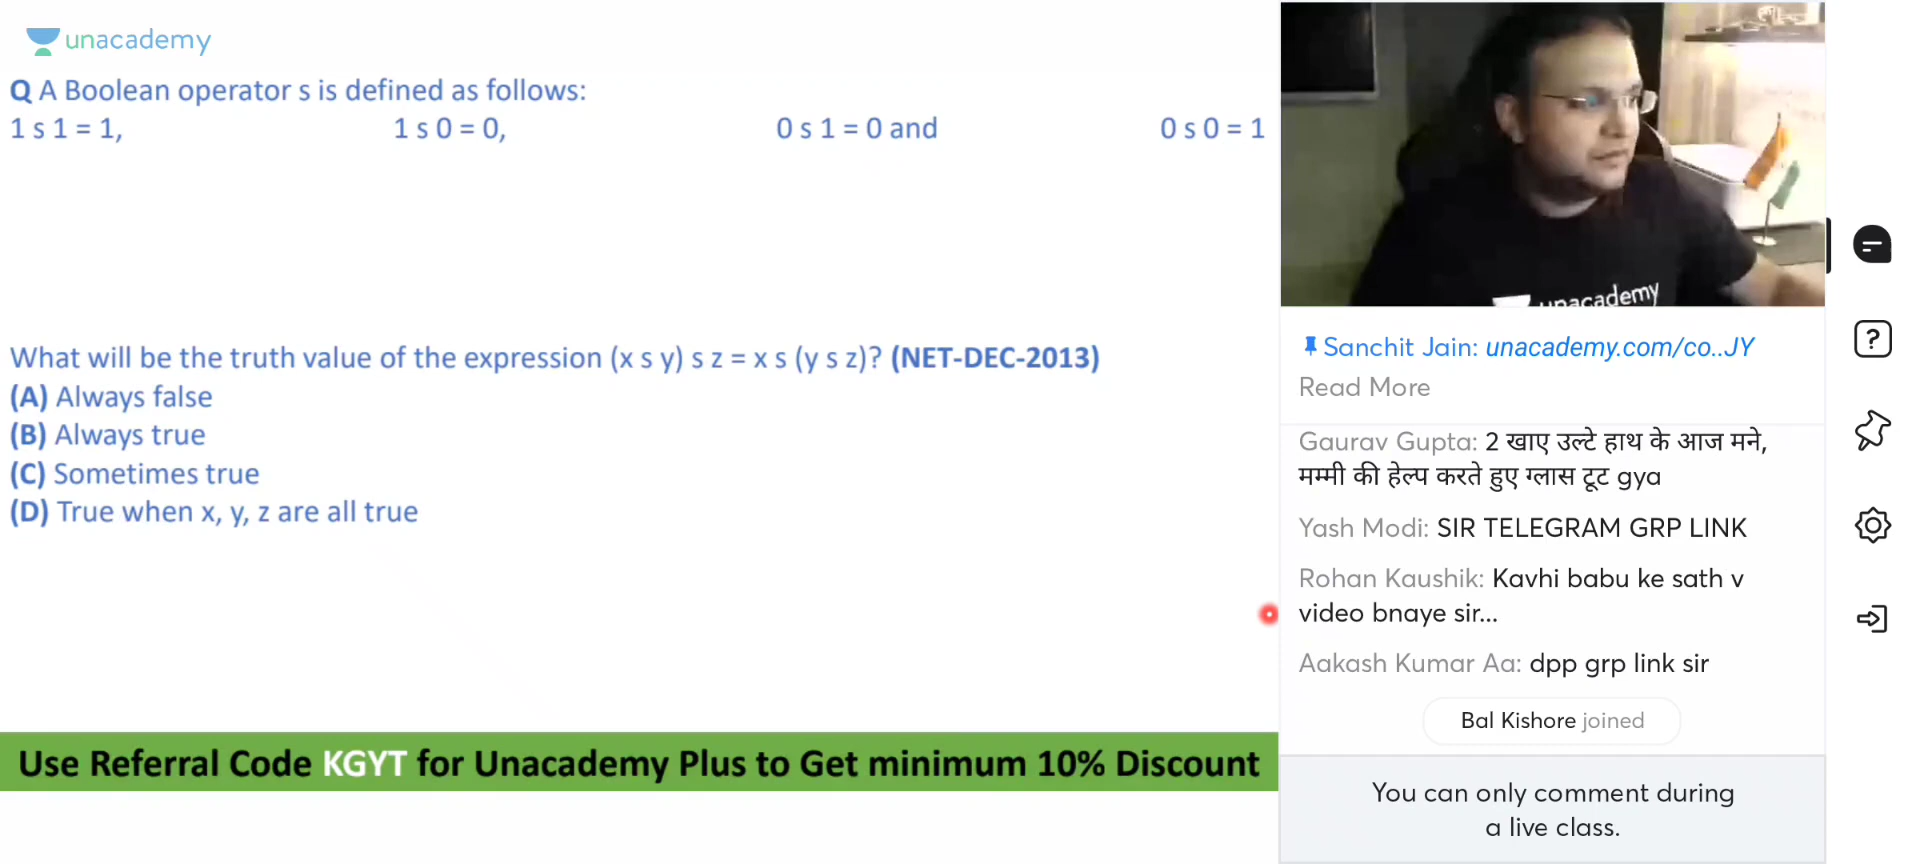 unacademy
Q A Boolean operator s is defined as follows:
1 s 1 = 1, 1 s 0 = 0, 0 s 1 = 0 and 0 s 0 = 1
What will be the truth value of the expression (x s y) s z = x s (y s z)? (NET-DEC-2013)
(A) Always false
(B) Always true
(C) Sometimes true
(D) True when x, y, z are all true
Use Referral Code KGYT for Unacademy Plus to Get minimum 10% Discount
unacademy
Sanchit Jain: unacademy.com/co..JY
Read More
Gaurav Gupta: 2 खाए उल्टे हाथ के आज मने,
मम्मी की हेल्प करते हुए ग्लास टूट gya
Yash Modi: SIR TELEGRAM GRP LINK
Rohan Kaushik: Kavhi babu ke sath v
video bnaye sir...
Aakash Kumar Aa: dpp grp link sir
Bal Kishore joined
You can only comment during
a live class.